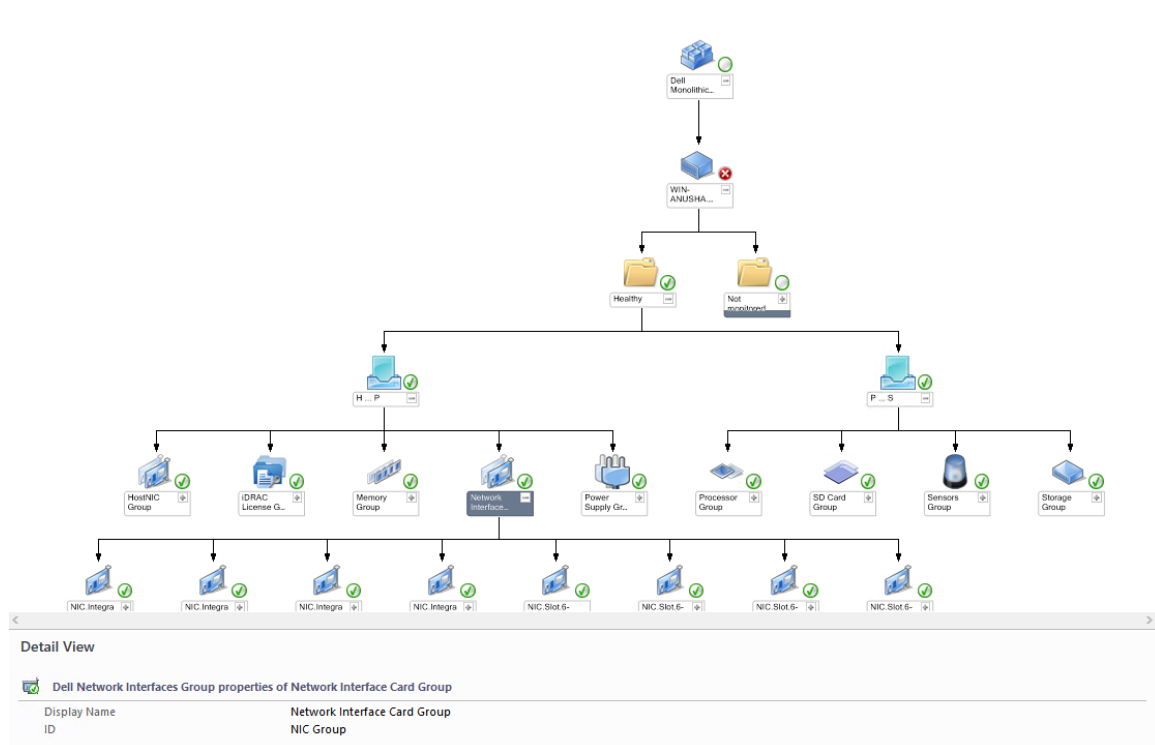 Dell
Monolithic...
WIN-
ANUSHA...
Healthy
Not
monitored
H ... P
P ... S
HostNIC
Group
iDRAC
License G...
Memory
Group
Network
Interface...
Power
Supply Gr...
Processor
Group
SD Card
Group
Sensors
Group
Storage
Group
NIC.Integra
NIC.Integra
NIC.Integra
NIC.Integra
NIC.Slot.6-
NIC.Slot.6-
NIC.Slot.6-
NIC.Slot.6-
Detail View
Dell Network Interfaces Group properties of Network Interface Card Group
Display Name Network Interface Card Group
ID NIC Group